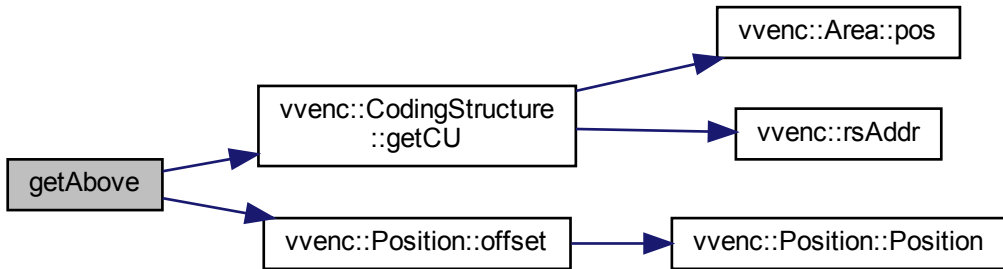 vvenc::Area::pos
vvenc::CodingStructure
::getCU
vvenc::rsAddr
getAbove
vvenc::Position::offset
vvenc::Position::Position